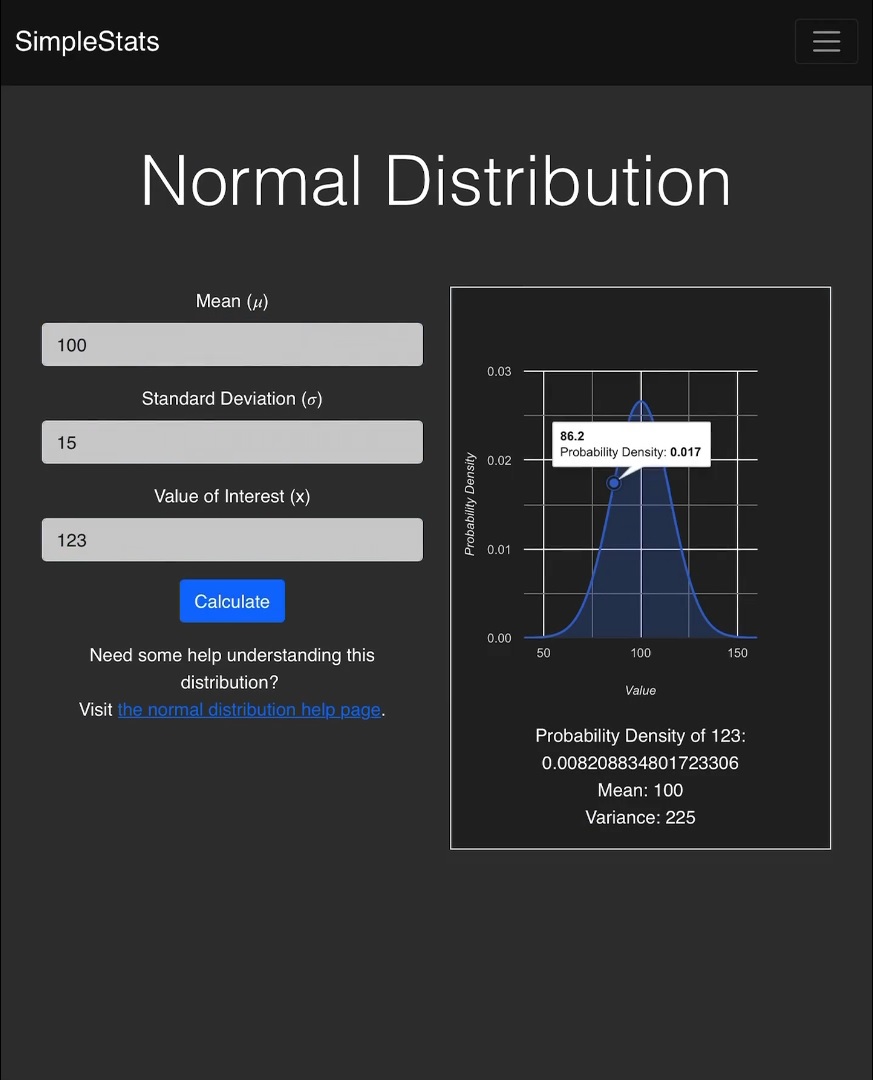 SimpleStats
Normal Distribution
Mean (μ)
100
Standard Deviation (σ)
15
Value of Interest (x)
123
Calculate
Need some help understanding this
distribution?
Visit the normal distribution help page.
0.03
0.02
0.01
0.00
Probability Density
86.2
Probability Density: 0.017
50 100 150
Value
Probability Density of 123:
0.008208834801723306
Mean: 100
Variance: 225